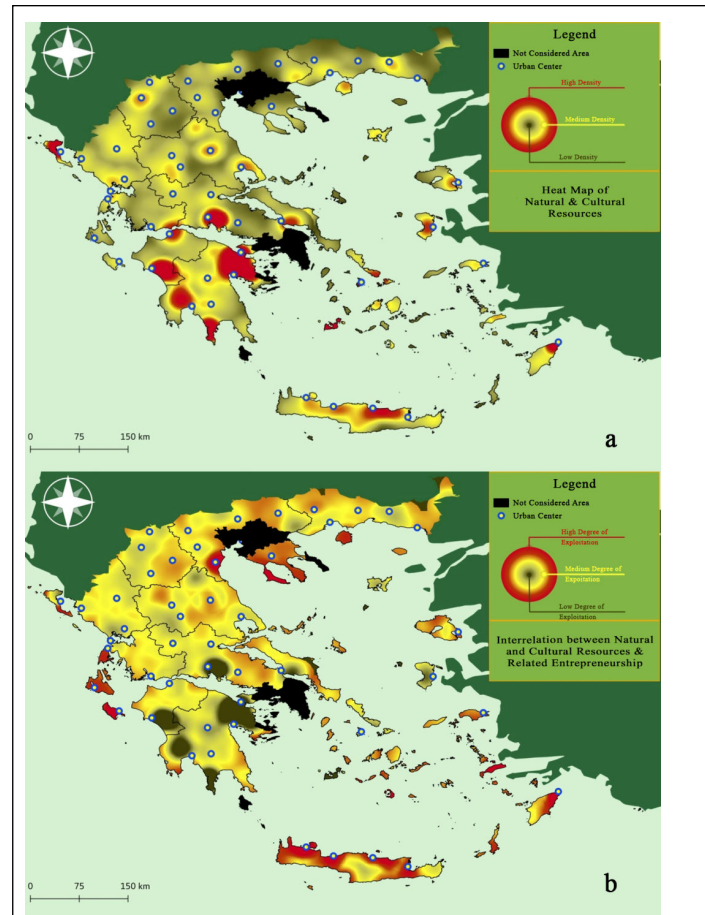 Legend
Not Considered Area
Urban Center
High Density
Medium Density
Low Density
Heat Map of
Natural & Cultural
Resources
0 75 150 km
a
Legend
Not Considered Area
Urban Center
High Degree of
Exploitation
Medium Degree of
Expoitation
Low Degree of
Exploitation
Interrelation between Natural
and Cultural Resources &
Related Entrepreneurship
0 75 150 km
b